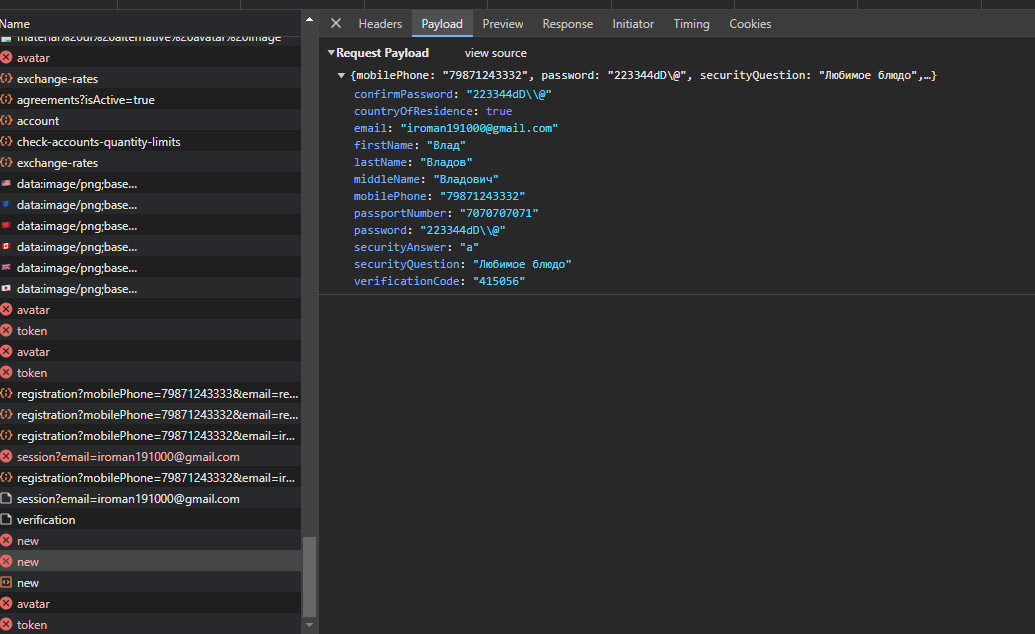 Name
material%20ui%20alternative%20avatar%20image
avatar
exchange-rates
agreements?isActive=true
account
check-accounts-quantity-limits
exchange-rates
data:image/png;base...
data:image/png;base...
data:image/png;base...
data:image/png;base...
data:image/png;base...
data:image/png;base...
avatar
token
avatar
token
registration?mobilePhone=79871243333&email=re...
registration?mobilePhone=79871243332&email=re...
registration?mobilePhone=79871243332&email=ir...
session?email=iroman191000@gmail.com
registration?mobilePhone=79871243332&email=ir...
session?email=iroman191000@gmail.com
verification
new
new
new
avatar
token
Headers Payload Preview Response Initiator Timing Cookies
Request Payload view source
{mobilePhone: "79871243332", password: "223344dD\@", securityQuestion: "Любимое блюдо",…}
confirmPassword: "223344dD\\@"
countryOfResidence: true
email: "iroman191000@gmail.com"
firstName: "Влад"
lastName: "Владов"
middleName: "Владович"
mobilePhone: "79871243332"
passportNumber: "7070707071"
password: "223344dD\\@"
securityAnswer: "a"
securityQuestion: "Любимое блюдо"
verificationCode: "415056"